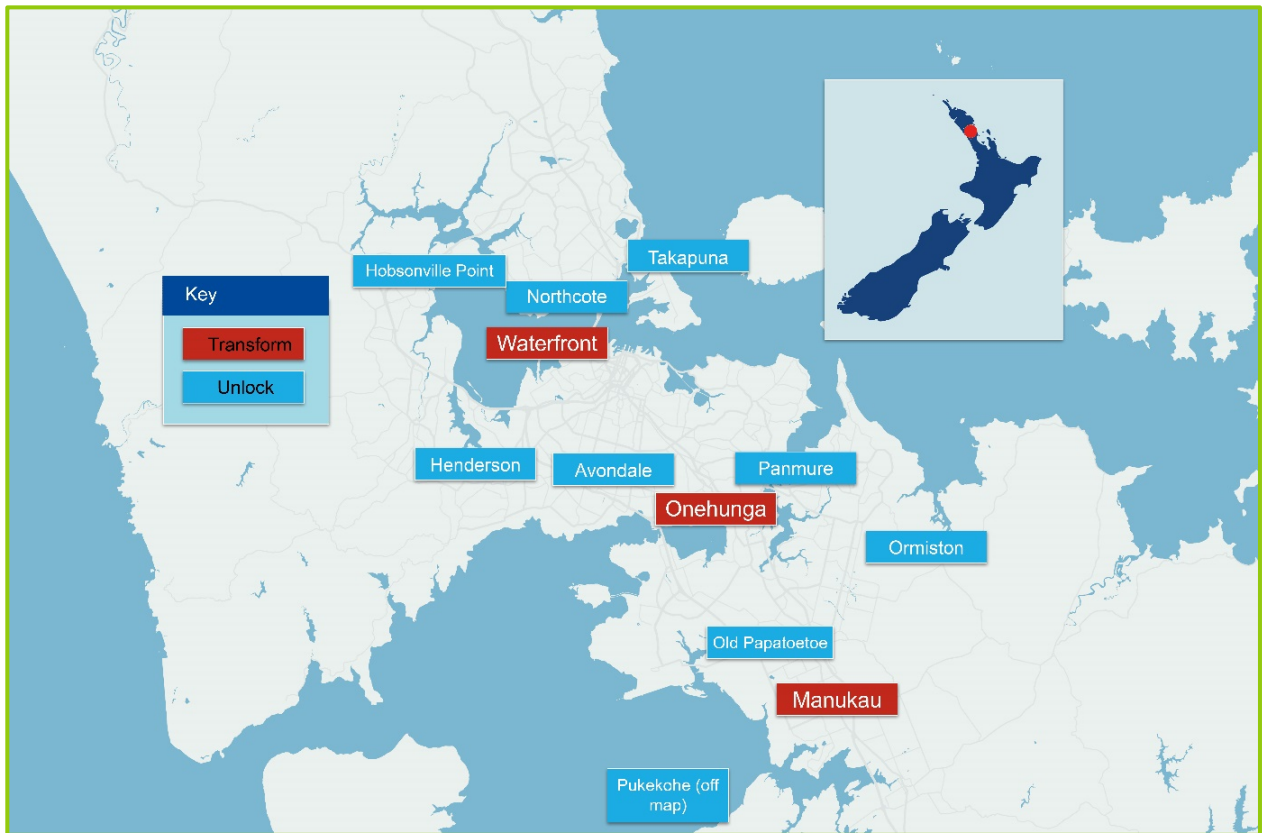 Takapuna
Hobsonville Point
Northcote
Key
Waterfront
Transform
Unlock
Henderson
Avondale
Panmure
Onehunga
Ormiston
Old Papatoetoe
Manukau
Pukekohe (off
map)